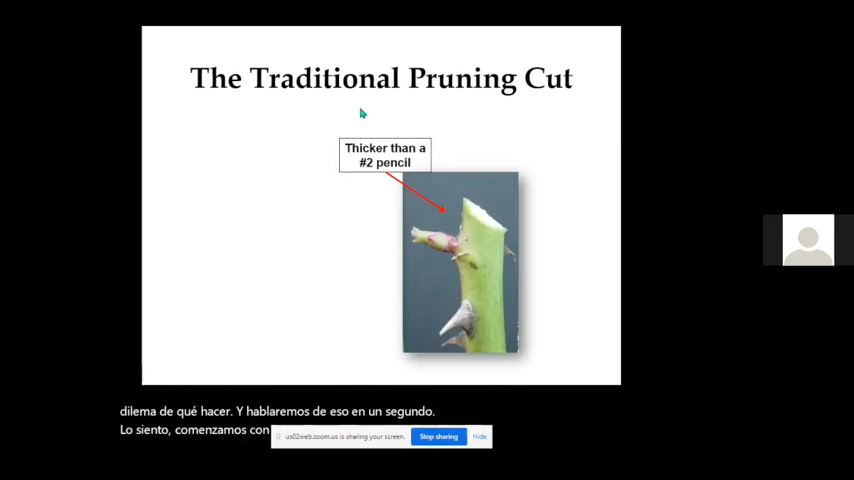 The Traditional Pruning Cut
Thicker than a
#2 pencil
dilema de qué hacer. Y hablaremos de eso en un segundo.
Lo siento, comenzamos con
us02web.zoom.us is sharing your screen.
Stop sharing
Hide